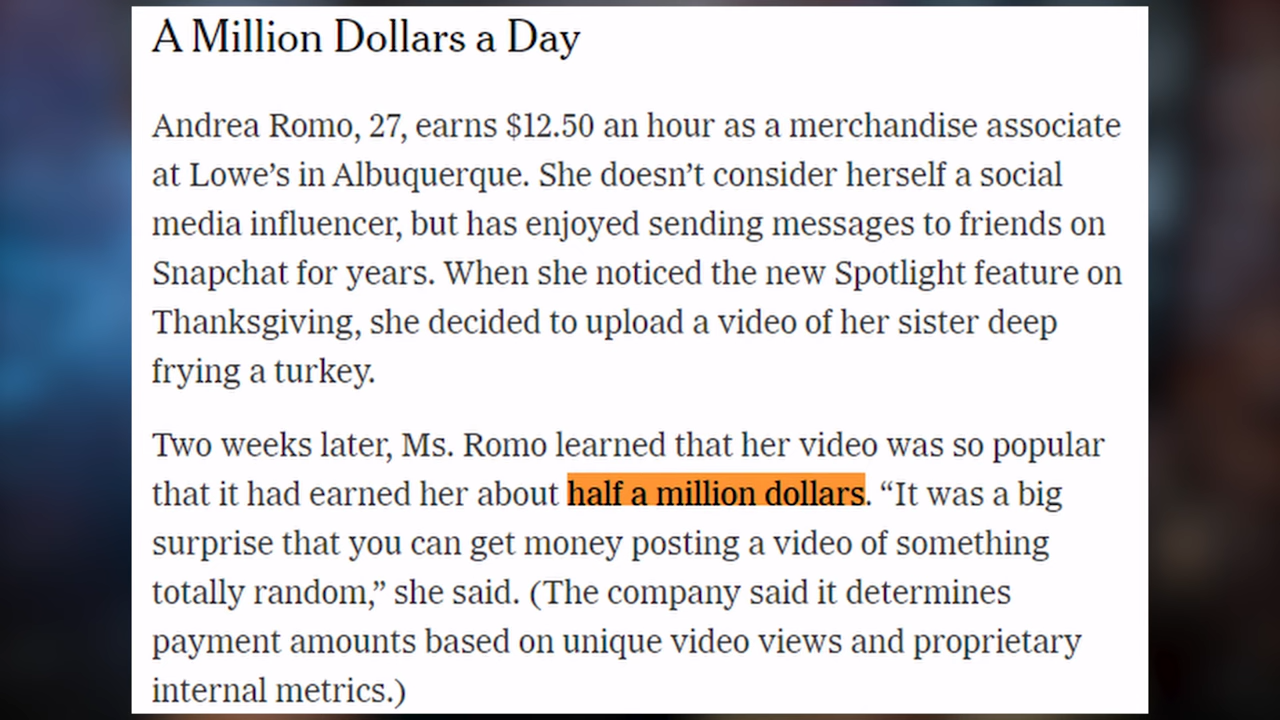 A Million Dollars a Day
Andrea Romo, 27, earns $12.50 an hour as a merchandise associate
at Lowe’s in Albuquerque. She doesn’t consider herself a social
media influencer, but has enjoyed sending messages to friends on
Snapchat for years. When she noticed the new Spotlight feature on
Thanksgiving, she decided to upload a video of her sister deep
frying a turkey.
Two weeks later, Ms. Romo learned that her video was so popular
that it had earned her about half a million dollars. “It was a big
surprise that you can get money posting a video of something
totally random,” she said. (The company said it determines
payment amounts based on unique video views and proprietary
internal metrics.)